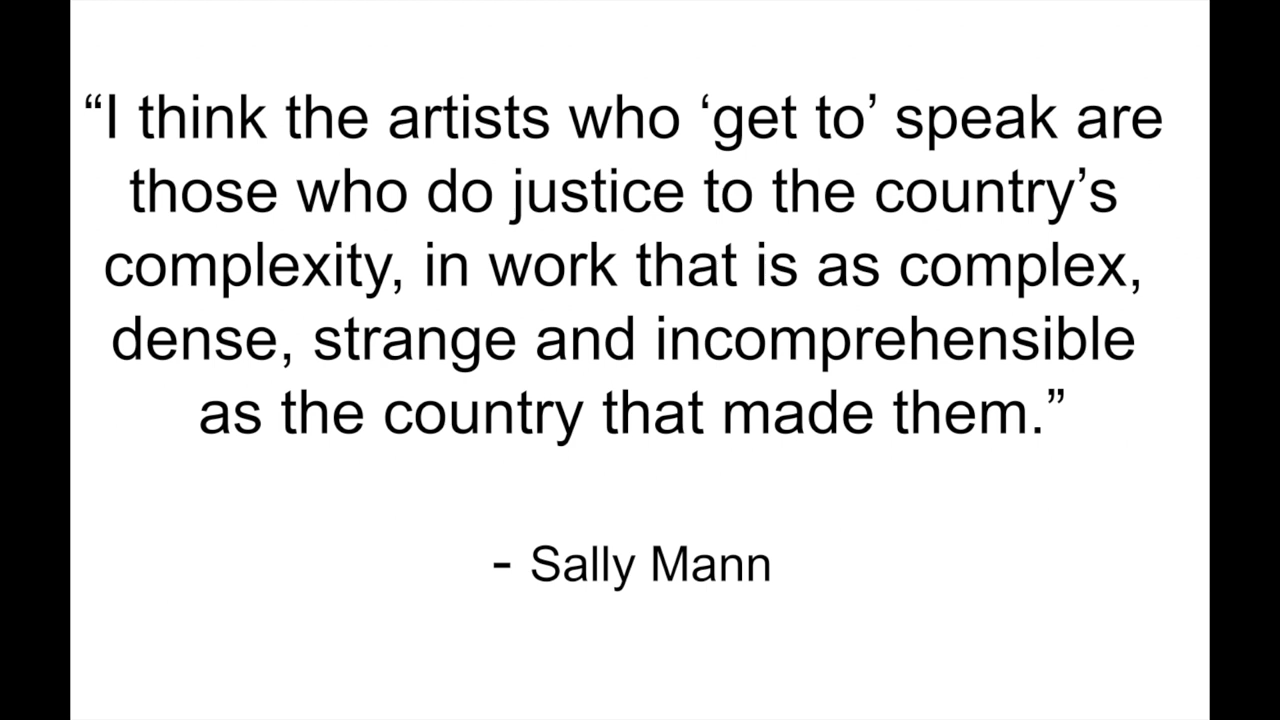 “I think the artists who ‘get to’ speak are
those who do justice to the country’s
complexity, in work that is as complex,
dense, strange and incomprehensible
as the country that made them.”
- Sally Mann